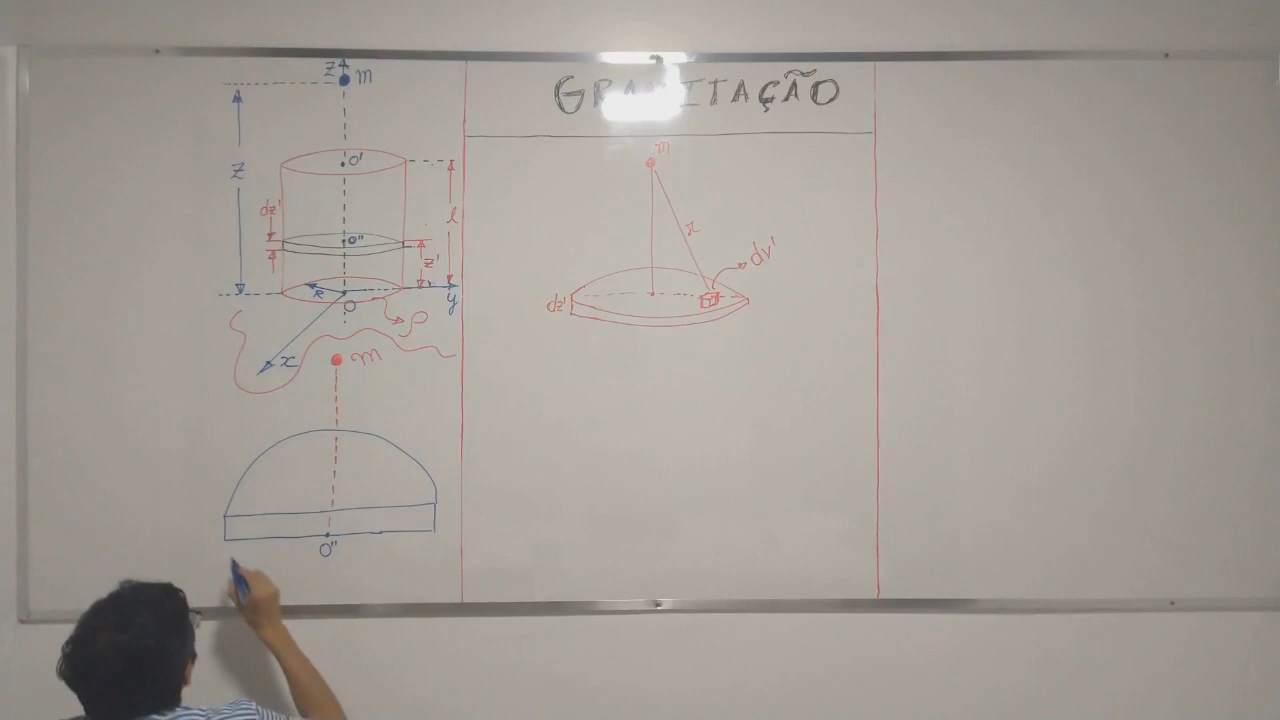 GRAVITAÇÃO
z
m
z
O'
dz'
O"
l
z'
R
O
y
ρ
x
m
O"
m
r
dv'
dz'